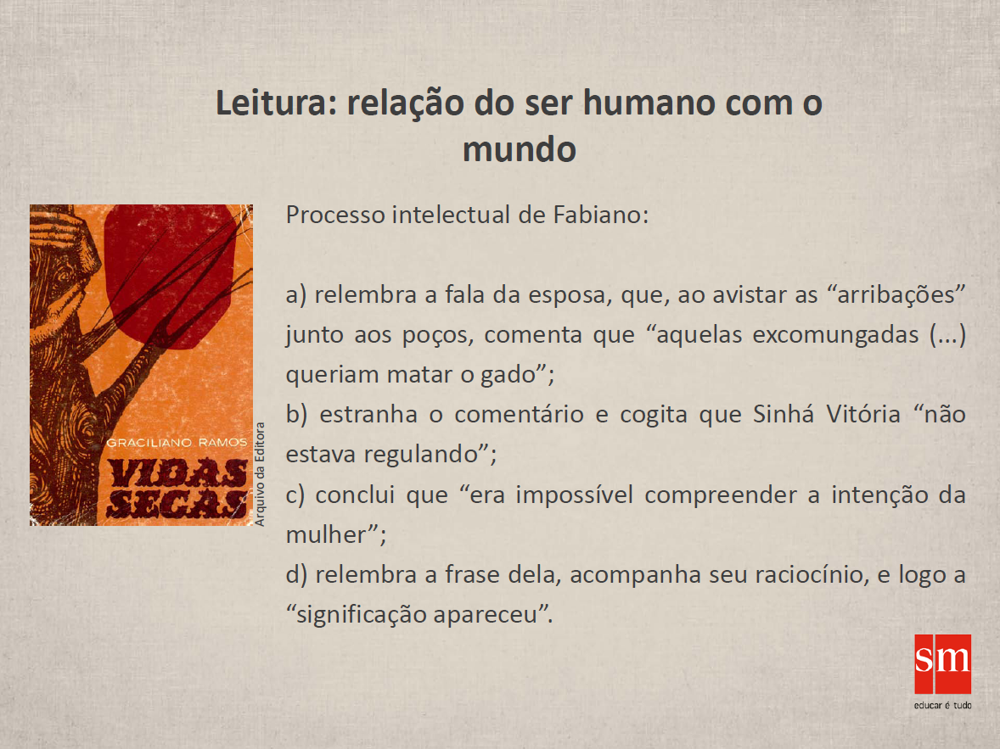 Leitura: relação do ser humano com o
mundo
Processo intelectual de Fabiano:
a) relembra a fala da esposa, que, ao avistar as “arribações”
junto aos poços, comenta que “aquelas excomungadas (...)
queriam matar o gado”;
b) estranha o comentário e cogita que Sinhá Vitória “não
estava regulando”;
c) conclui que “era impossível compreender a intenção da
mulher”;
d) relembra a frase dela, acompanha seu raciocínio, e logo a
“significação apareceu”.
GRACILIANO RAMOS
VIDAS
SECAS
Arquivo da Editora
sm
educar é tudo